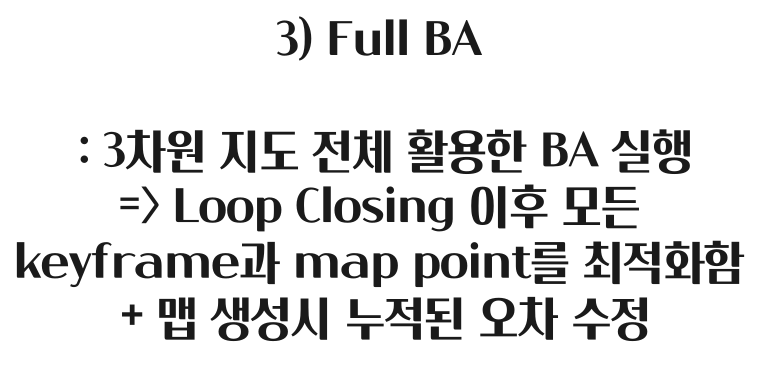 3) Full BA
: 3차원 지도 전체 활용한 BA 실행
=> Loop Closing 이후 모든
keyframe과 map point를 최적화함
+ 맵 생성시 누적된 오차 수정